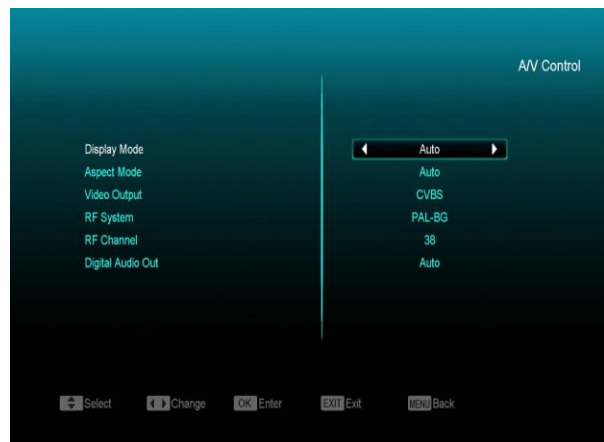 A/V Control
Display Mode Auto
Aspect Mode Auto
Video Output CVBS
RF System PAL-BG
RF Channel 38
Digital Audio Out Auto
Select Change OK Enter EXIT Exit MENU Back